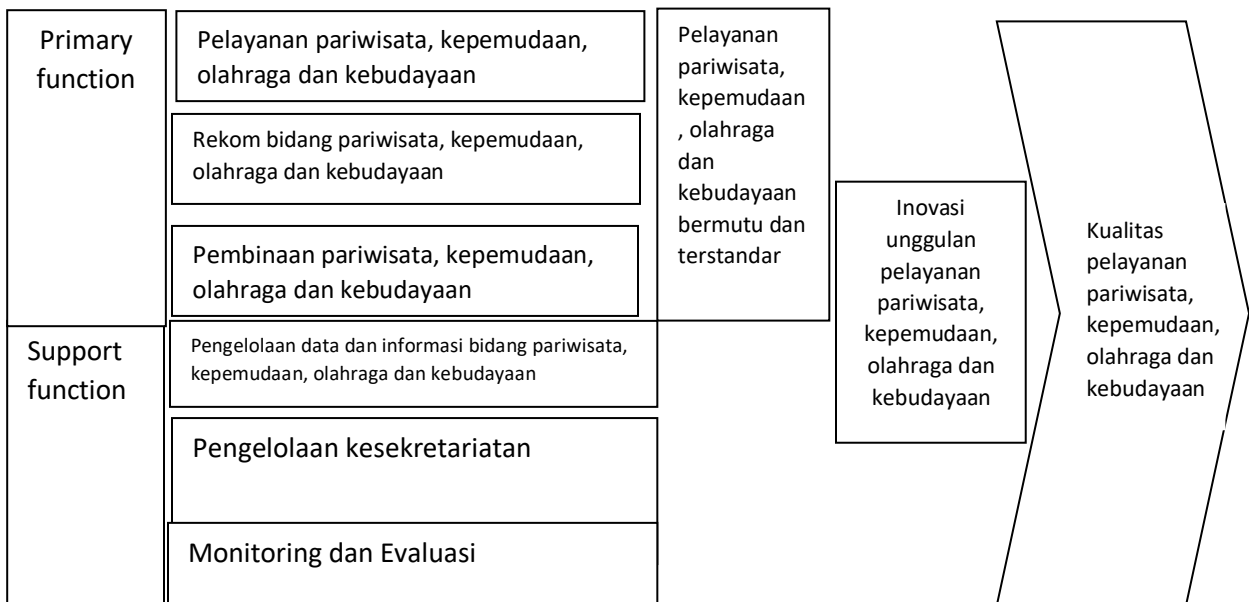 Primary
function
Pelayanan pariwisata, kepemudaan,
olahraga dan kebudayaan
Rekom bidang pariwisata, kepemudaan,
olahraga dan kebudayaan
Pembinaan pariwisata, kepemudaan,
olahraga dan kebudayaan
Support
function
Pengelolaan data dan informasi bidang pariwisata,
kepemudaan, olahraga dan kebudayaan
Pengelolaan kesekretariatan
Monitoring dan Evaluasi
Pelayanan
pariwisata,
kepemudaan
, olahraga
dan
kebudayaan
bermutu dan
terstandar
Inovasi
unggulan
pelayanan
pariwisata,
kepemudaan,
olahraga dan
kebudayaan
Kualitas
pelayanan
pariwisata,
kepemudaan,
olahraga dan
kebudayaan